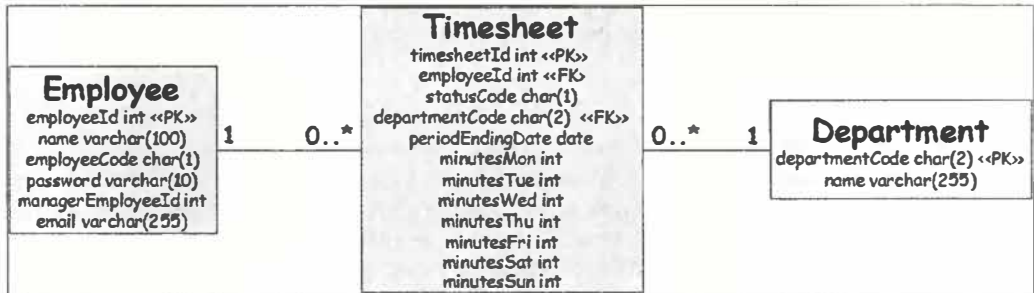 Employee
employeeId int «PK»
name varchar(100)
employeeCode char(1)
password varchar(10)
managerEmployeeId int
email varchar(255)
1
0..*
Timesheet
timesheetId int «PK»
employeeId int «FK>
statusCode char(1)
departmentCode char(2) «FK»
periodEndingDate date
minutesMon int
minutesTue int
minutesWed int
minutesThu int
minutesFri int
minutesSat int
minutesSun int
0..*
1
Department
departmentCode char(2) «PK»
name varchar(255)